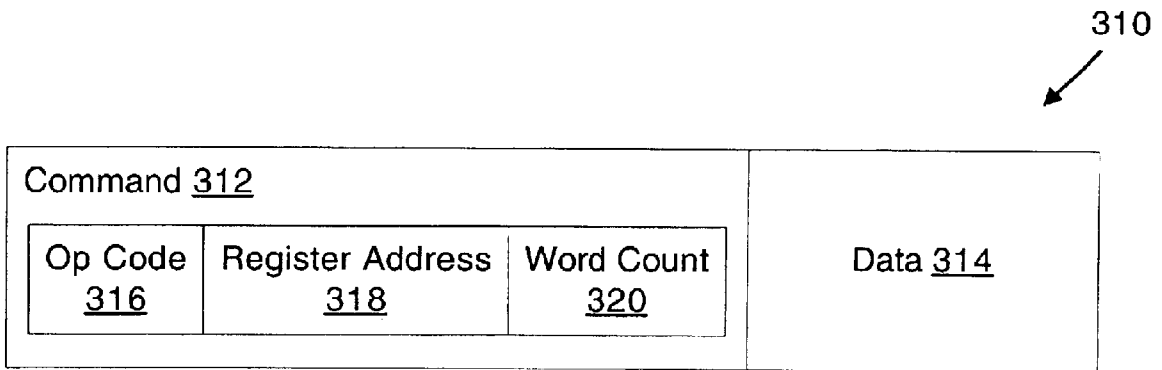 310
Command 312
Op Code Register Address Word Count
316 318 320
Data 314